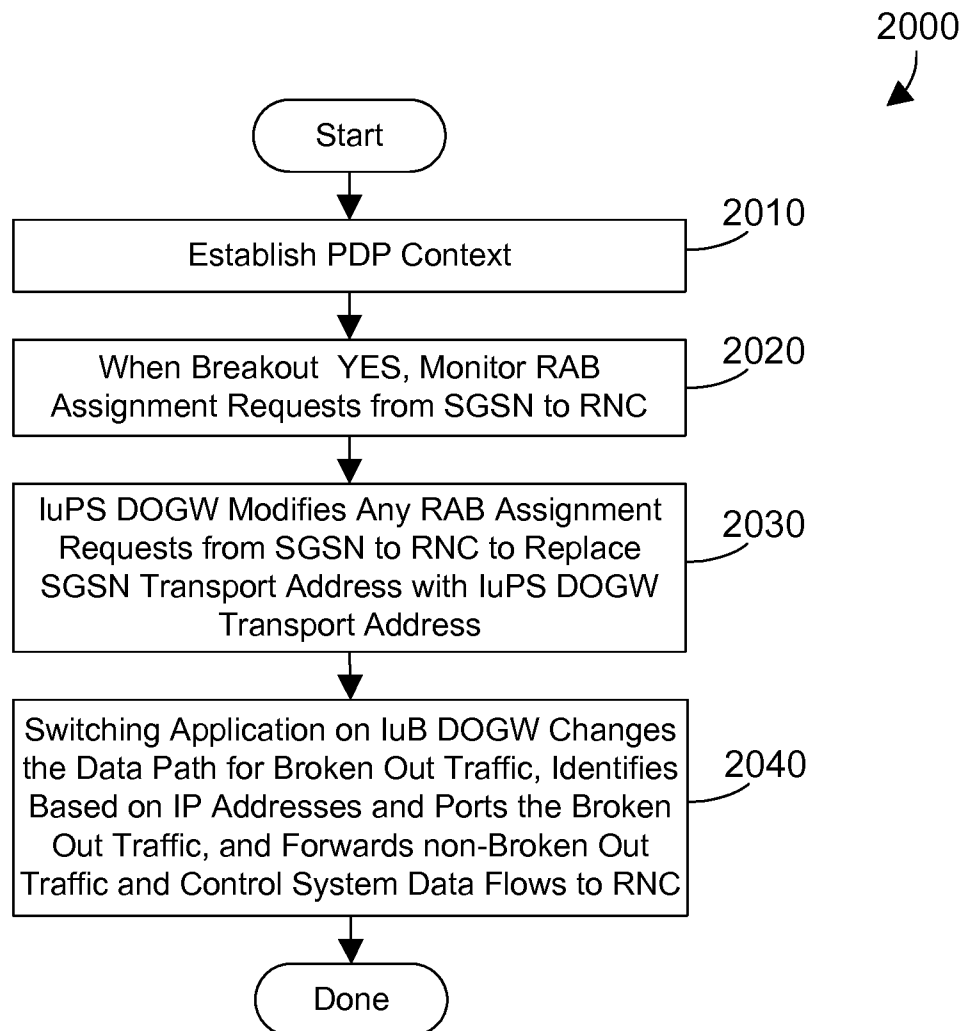 2000
Start
2010
Establish PDP Context
2020
When Breakout YES, Monitor RAB
Assignment Requests from SGSN to RNC
2030
IuPS DOGW Modifies Any RAB Assignment
Requests from SGSN to RNC to Replace
SGSN Transport Address with IuPS DOGW
Transport Address
2040
Switching Application on IuB DOGW Changes
the Data Path for Broken Out Traffic, Identifies
Based on IP Addresses and Ports the Broken
Out Traffic, and Forwards non-Broken Out
Traffic and Control System Data Flows to RNC
Done